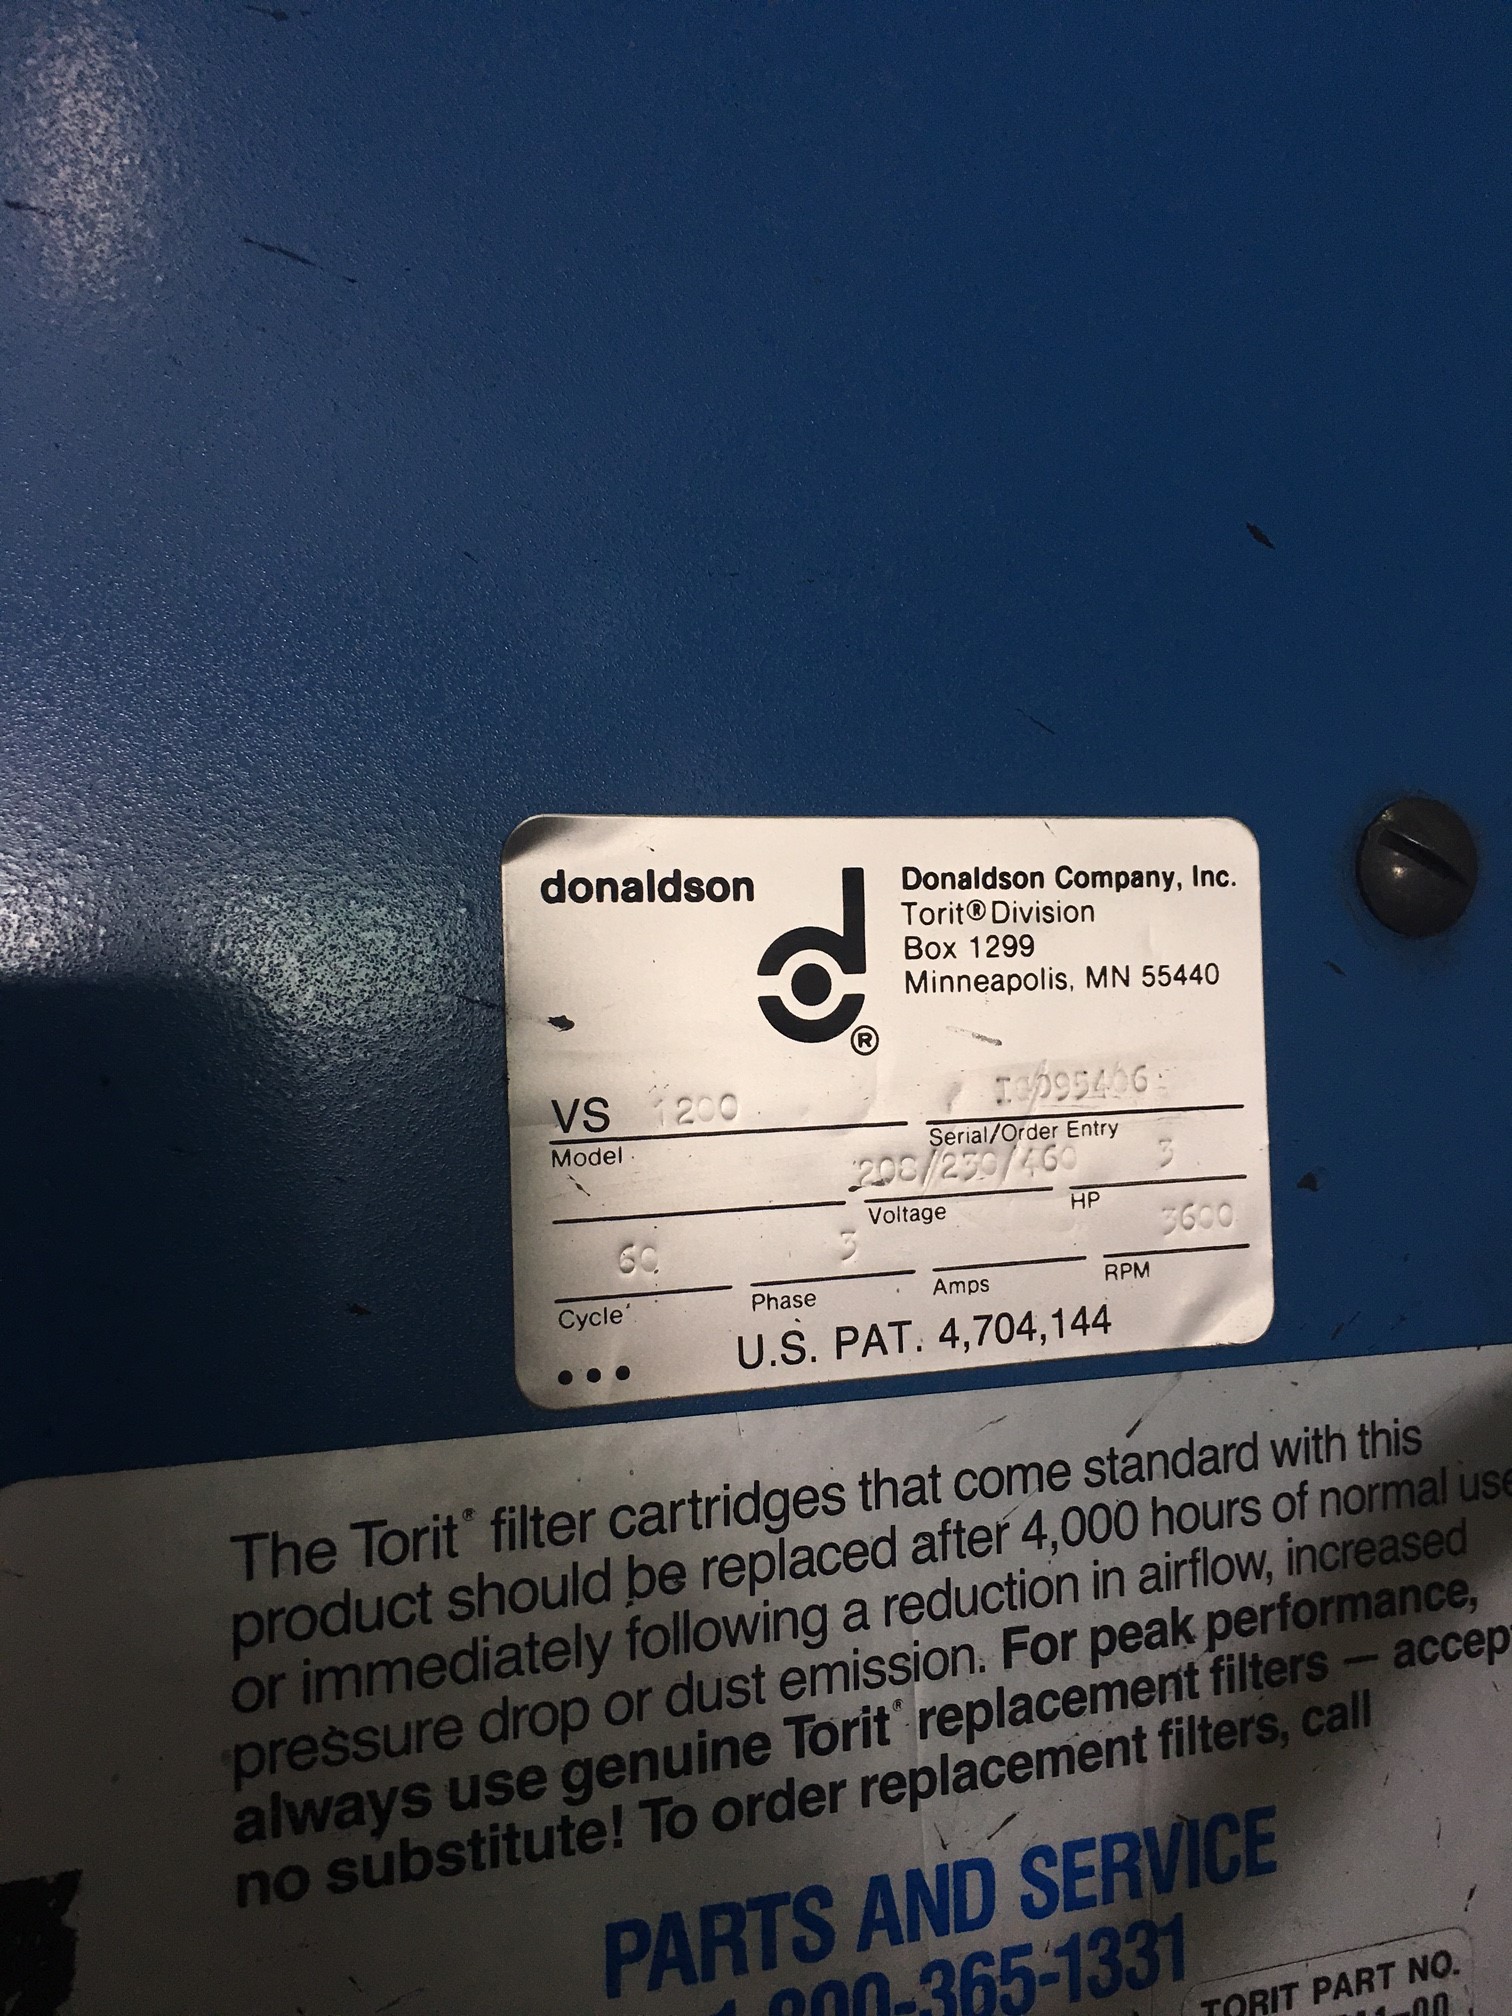 donaldson
Donaldson Company, Inc.
Torit® Division
Box 1299
Minneapolis, MN 55440
®
VS 1200
Model
Serial/Order Entry
208/230/460
Voltage
3
HP
60
Cycle
3
Phase
Amps
3600
RPM
U.S. PAT. 4,704,144
The Torit® filter cartridges that come standard with this
product should be replaced after 4,000 hours of normal use
or immediately following a reduction in airflow, increased
pressure drop or dust emission. For peak performance,
always use genuine Torit® replacement filters – accept
no substitute! To order replacement filters, call
PARTS AND SERVICE
1-800-365-1331
TORIT PART NO.